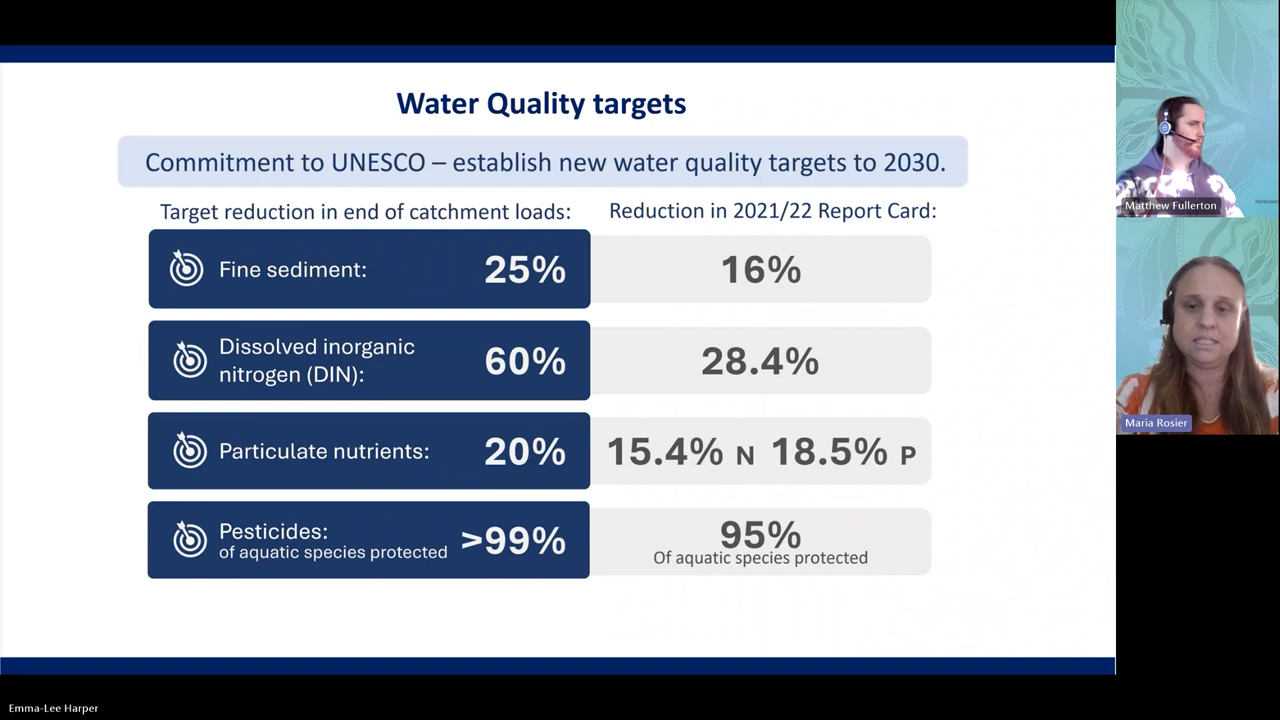 Water Quality targets
Commitment to UNESCO – establish new water quality targets to 2030.
Target reduction in end of catchment loads:
Reduction in 2021/22 Report Card:
Fine sediment:
25%
16%
Dissolved inorganic
nitrogen (DIN):
60%
28.4%
Particulate nutrients:
20%
15.4% N 18.5% P
Pesticides:
of aquatic species protected
>99%
95%
Of aquatic species protected
Matthew Fullerton
Maria Rosier
Emma-Lee Harper